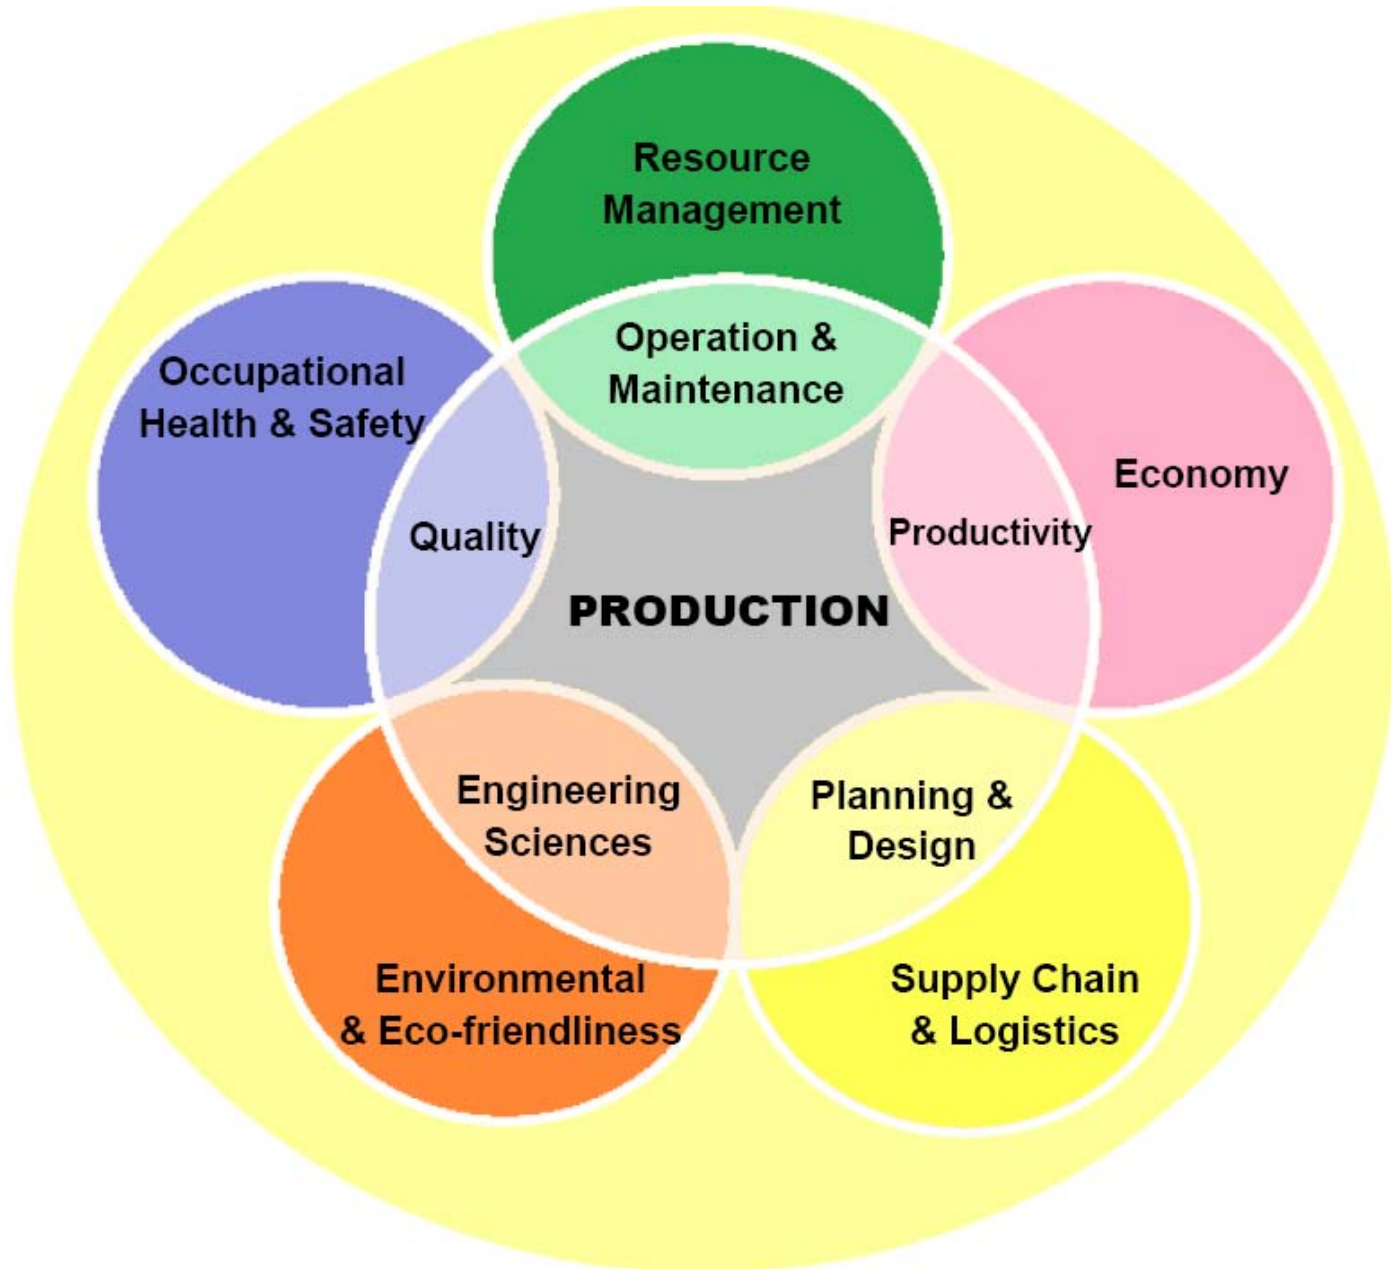 Resource
Management
Operation &
Maintenance
Occupational
Health & Safety
Quality
Economy
Productivity
PRODUCTION
Engineering
Sciences
Planning &
Design
Environmental
& Eco-friendliness
Supply Chain
& Logistics